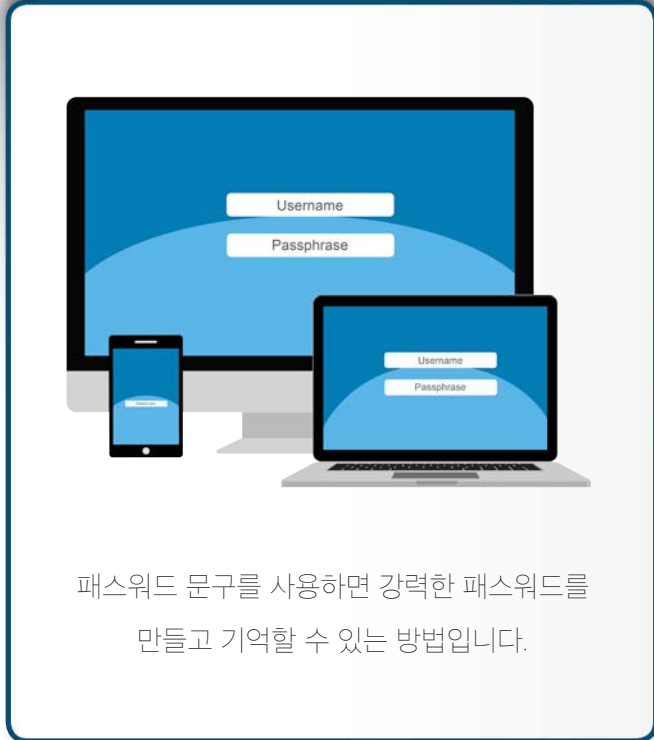 Username
Passphrase
Username
Passphrase
패스워드 문구를 사용하면 강력한 패스워드를
만들고 기억할 수 있는 방법입니다.